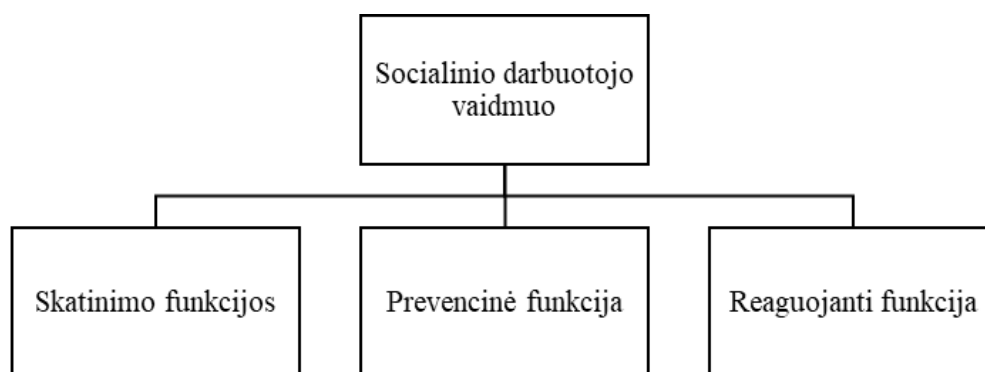 Socialinio darbuotojo
vaidmuo
Skatinimo funkcijos
Prevencinė funkcija
Reaguojanti funkcija